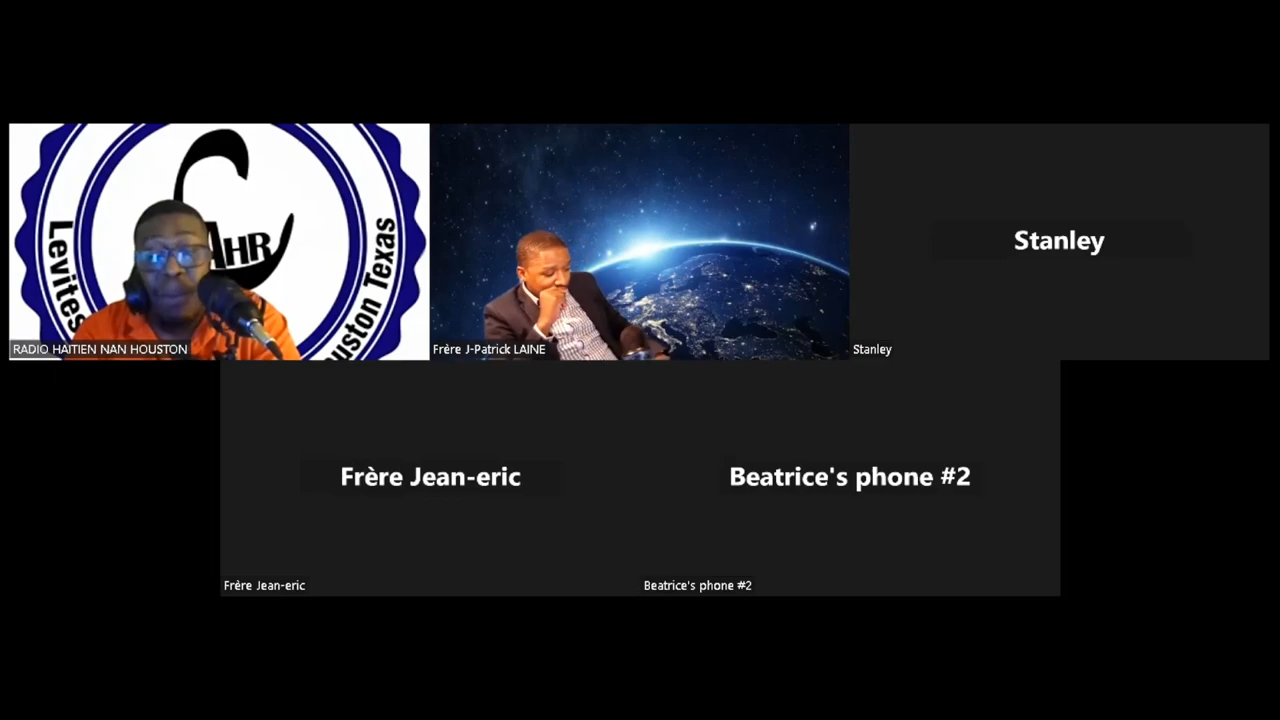 AHR
Levites
uston Texas
RADIO HAITIEN NAN HOUSTON
Frère J-Patrick LAINE
Stanley
Stanley
Frère Jean-eric
Beatrice's phone #2
Frère Jean-eric
Beatrice's phone #2